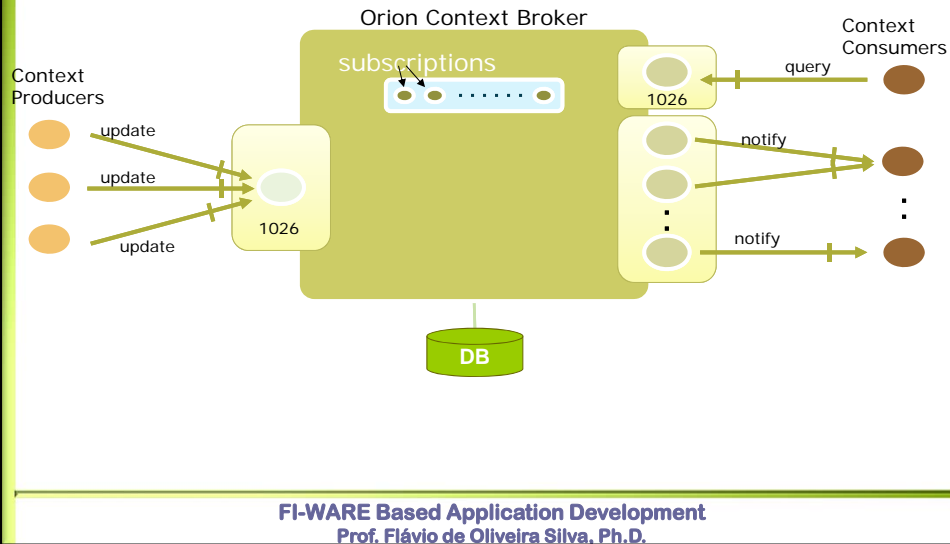 Orion Context Broker
Context
Consumers
subscriptions
query
1026
Context
Producers
update
update
update
1026
notify
notify
DB
FI-WARE Based Application Development
Prof. Flávio de Oliveira Silva, Ph.D.